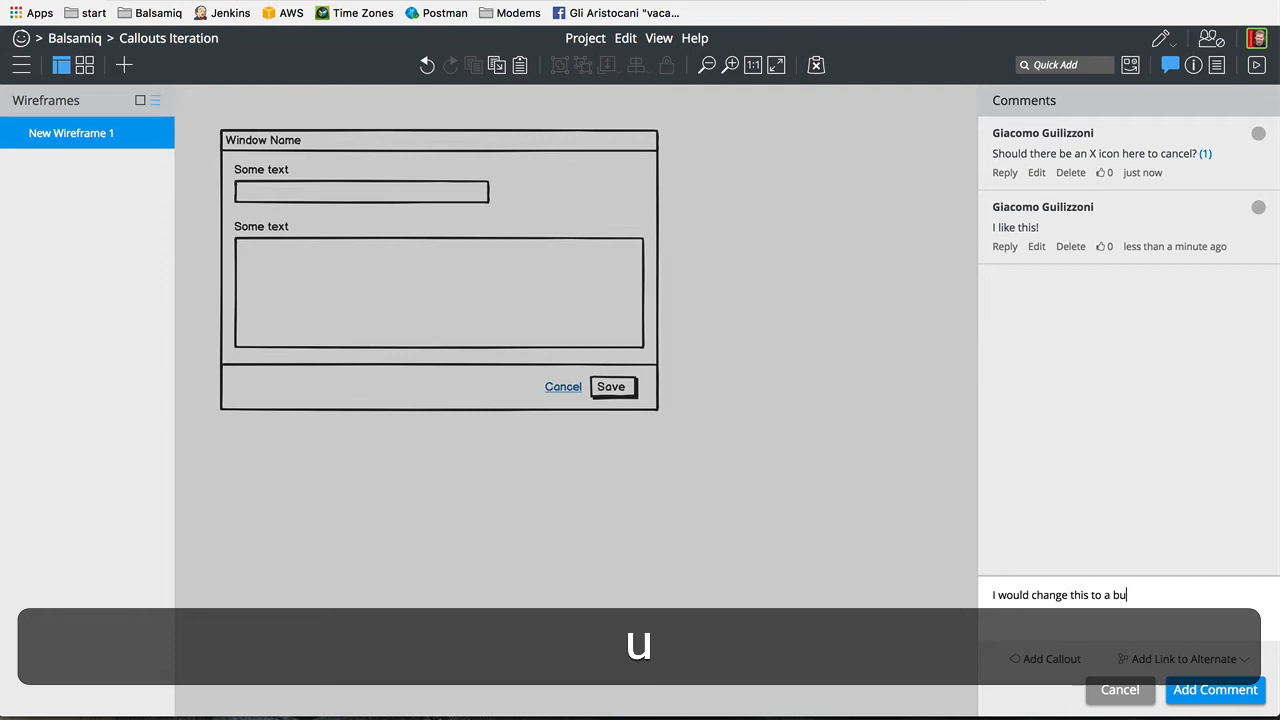 Apps start Balsamiq Jenkins AWS Time Zones Postman Modems Gli Aristocani "vaca...
> Balsamiq > Callouts Iteration
Project Edit View Help
1:1
Quick Add
Wireframes
New Wireframe 1
Window Name
Some text
Some text
Cancel Save
Comments
Giacomo Guilizzoni
Should there be an X icon here to cancel? (1)
Reply Edit Delete 0 just now
Giacomo Guilizzoni
I like this!
Reply Edit Delete 0 less than a minute ago
I would change this to a bu
u
Add Callout Add Link to Alternate
Cancel Add Comment